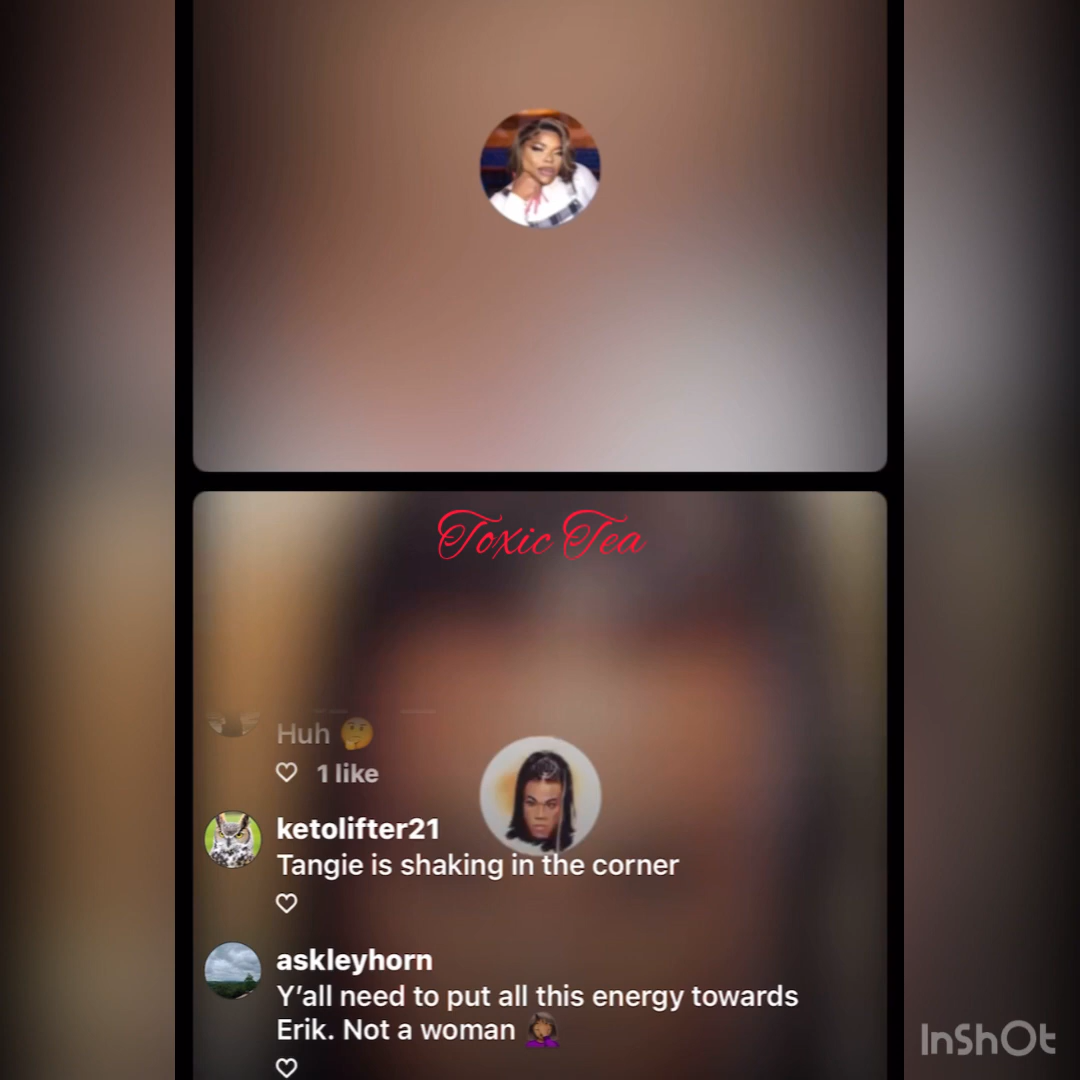 Toxic Tea
Huh 🤔
1 like
ketolifter21
Tangie is shaking in the corner
askleyhorn
Y’all need to put all this energy towards
Erik. Not a woman 🤦🏾‍♀️
InShOt